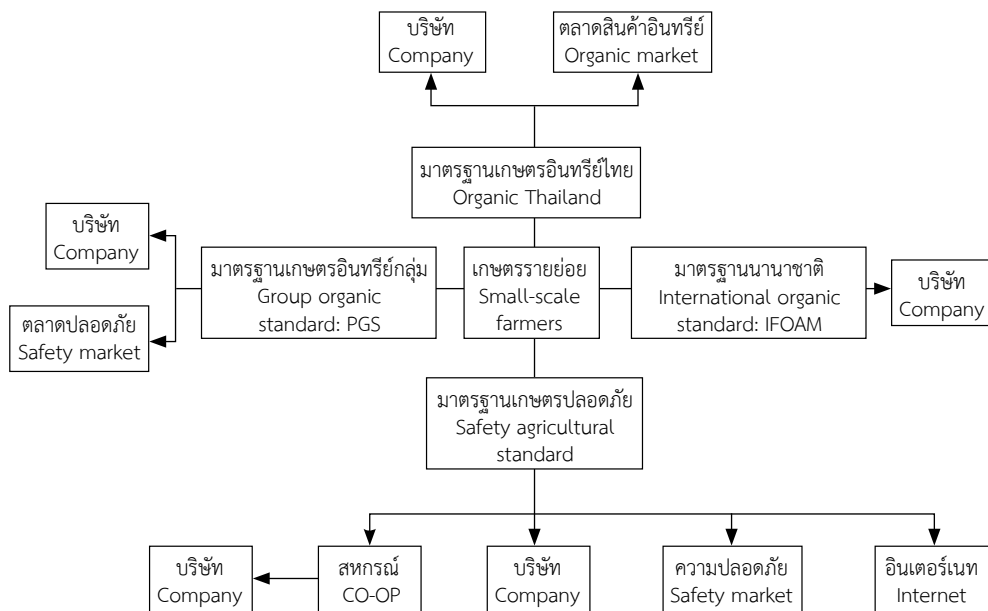 บริษัท
Company
ตลาดสินค้าอินทรีย์
Organic market
มาตรฐานเกษตรอินทรีย์ไทย
Organic Thailand
บริษัท
Company
มาตรฐานเกษตรอินทรีย์กลุ่ม
Group organic
standard: PGS
เกษตรรายย่อย
Small-scale
farmers
มาตรฐานนานาชาติ
International organic
standard: IFOAM
บริษัท
Company
ตลาดปลอดภัย
Safety market
มาตรฐานเกษตรปลอดภัย
Safety agricultural
standard
บริษัท
Company
สหกรณ์
CO-OP
บริษัท
Company
ความปลอดภัย
Safety market
อินเตอร์เนท
Internet